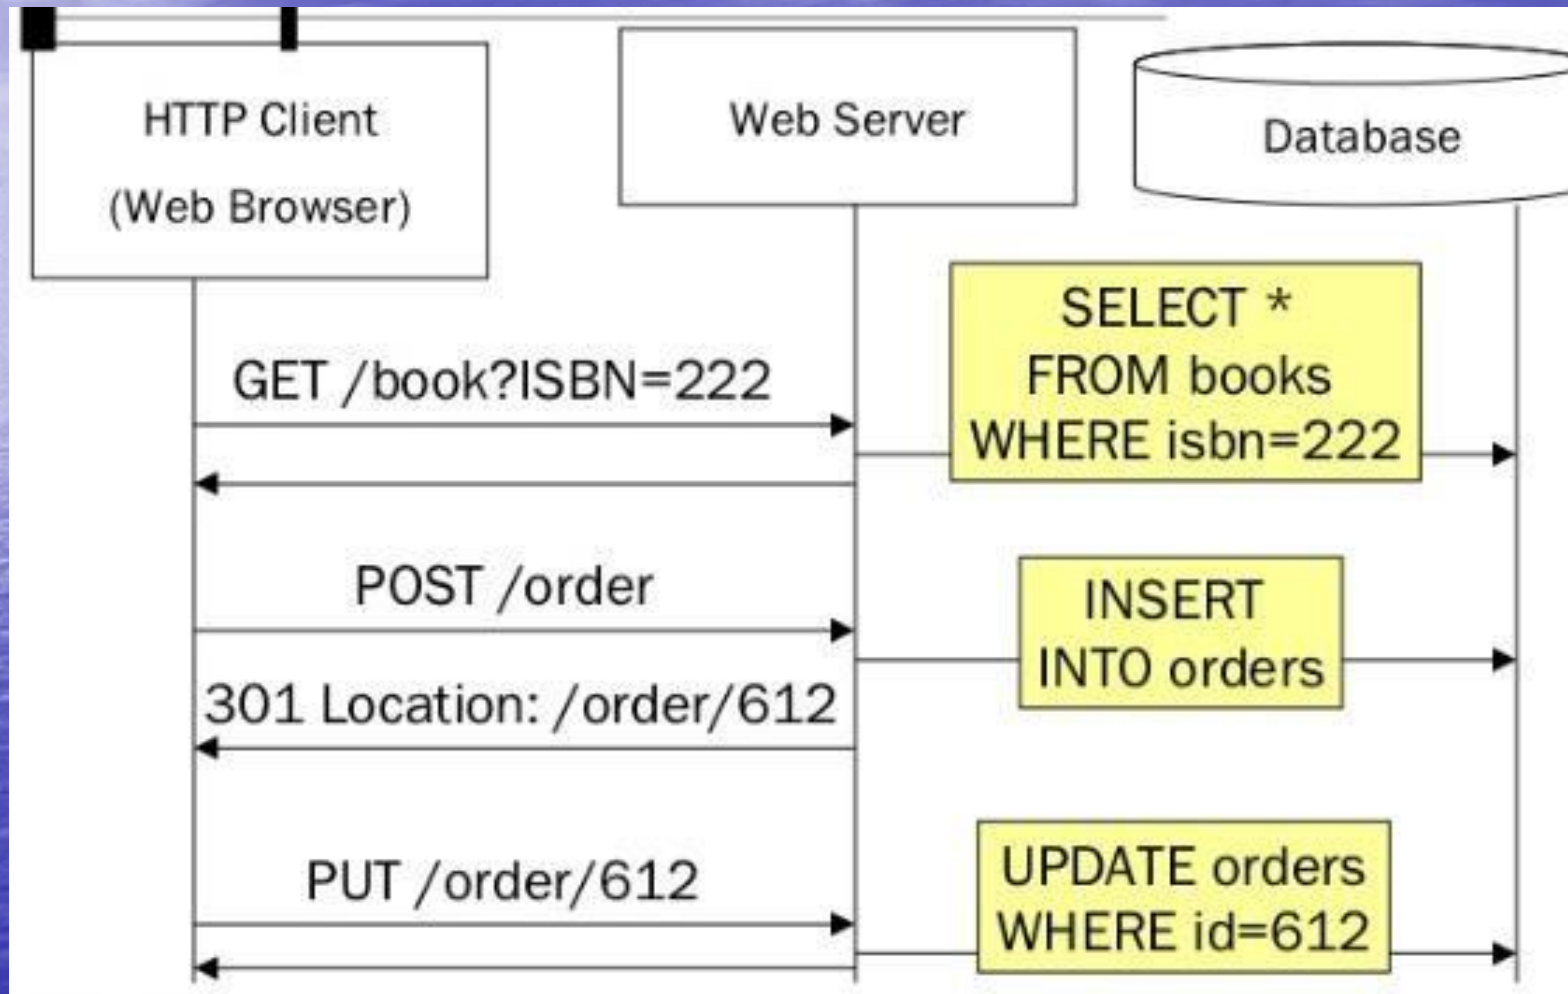 HTTP Client
(Web Browser)
Web Server
Database
GET /book?ISBN=222
SELECT *
FROM books
WHERE isbn=222
POST /order
INSERT
INTO orders
301 Location: /order/612
PUT /order/612
UPDATE orders
WHERE id=612